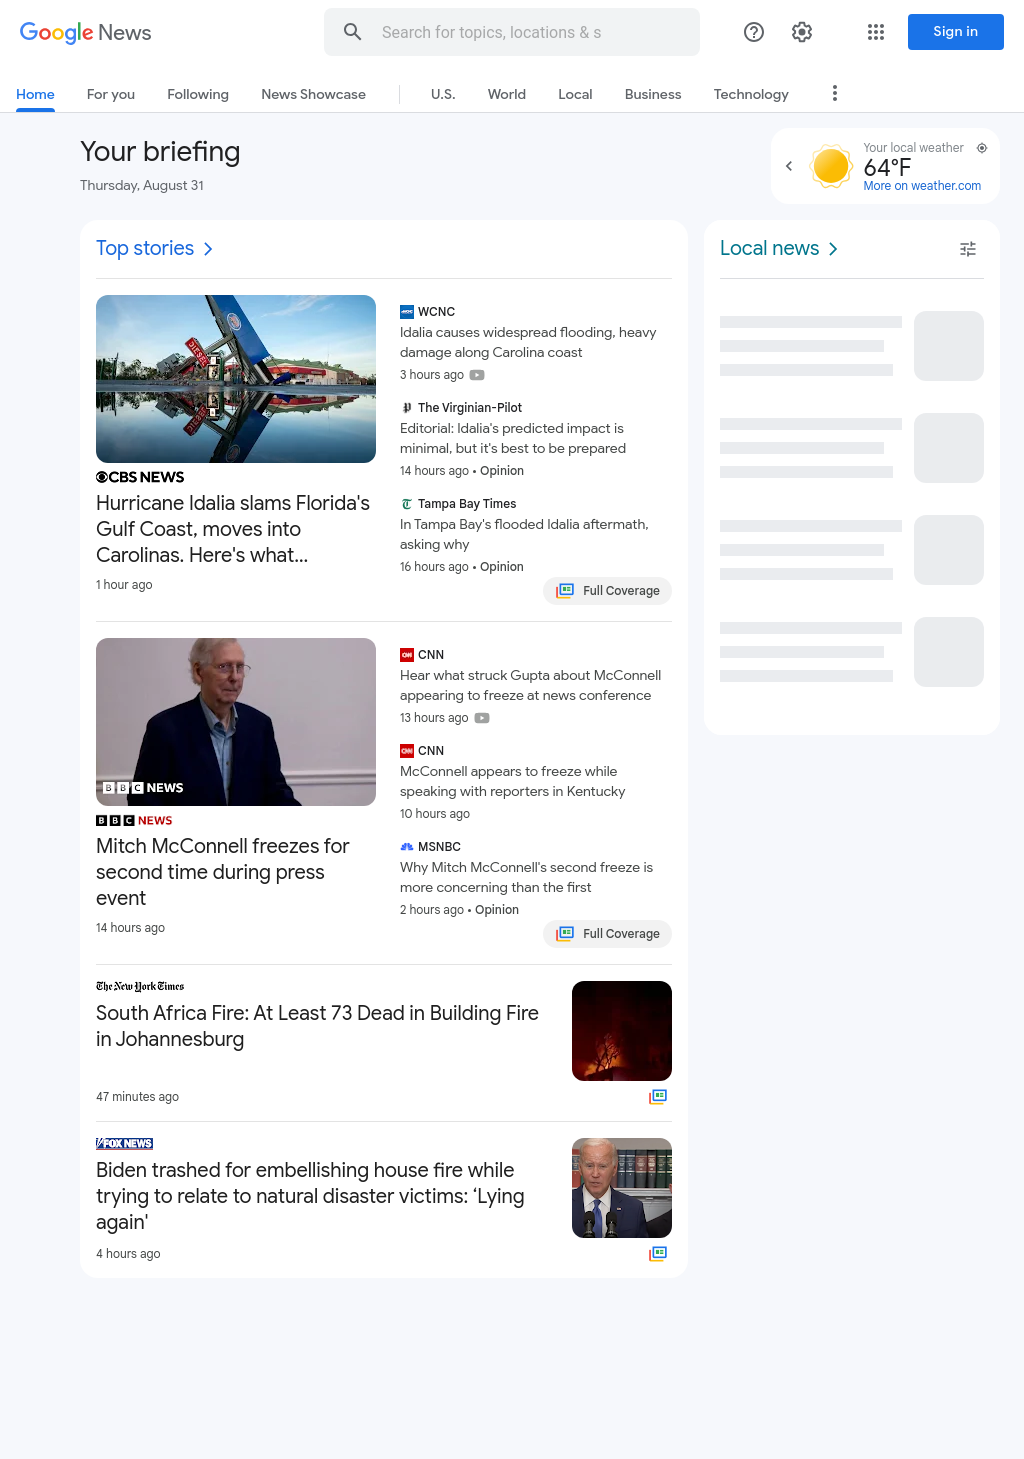 Google News
Search for topics, locations & s
Sign in
Home
For you
Following
News Showcase
U.S.
World
Local
Business
Technology
Your briefing
Thursday, August 31
Your local weather
64°F
More on weather.com
Top stories
DIESEL
CBS NEWS
Hurricane Idalia slams Florida's
Gulf Coast, moves into
Carolinas. Here's what...
1 hour ago
WCNC
Idalia causes widespread flooding, heavy
damage along Carolina coast
3 hours ago
The Virginian-Pilot
Editorial: Idalia's predicted impact is
minimal, but it's best to be prepared
14 hours ago • Opinion
Tampa Bay Times
In Tampa Bay's flooded Idalia aftermath,
asking why
16 hours ago • Opinion
Full Coverage
BBC NEWS
BBC NEWS
Mitch McConnell freezes for
second time during press
event
14 hours ago
CNN
CNN
Hear what struck Gupta about McConnell
appearing to freeze at news conference
13 hours ago
CNN
CNN
McConnell appears to freeze while
speaking with reporters in Kentucky
10 hours ago
MSNBC
Why Mitch McConnell's second freeze is
more concerning than the first
2 hours ago • Opinion
Full Coverage
The New York Times
South Africa Fire: At Least 73 Dead in Building Fire
in Johannesburg
47 minutes ago
FOX NEWS
Biden trashed for embellishing house fire while
trying to relate to natural disaster victims: ‘Lying
again'
4 hours ago
Local news